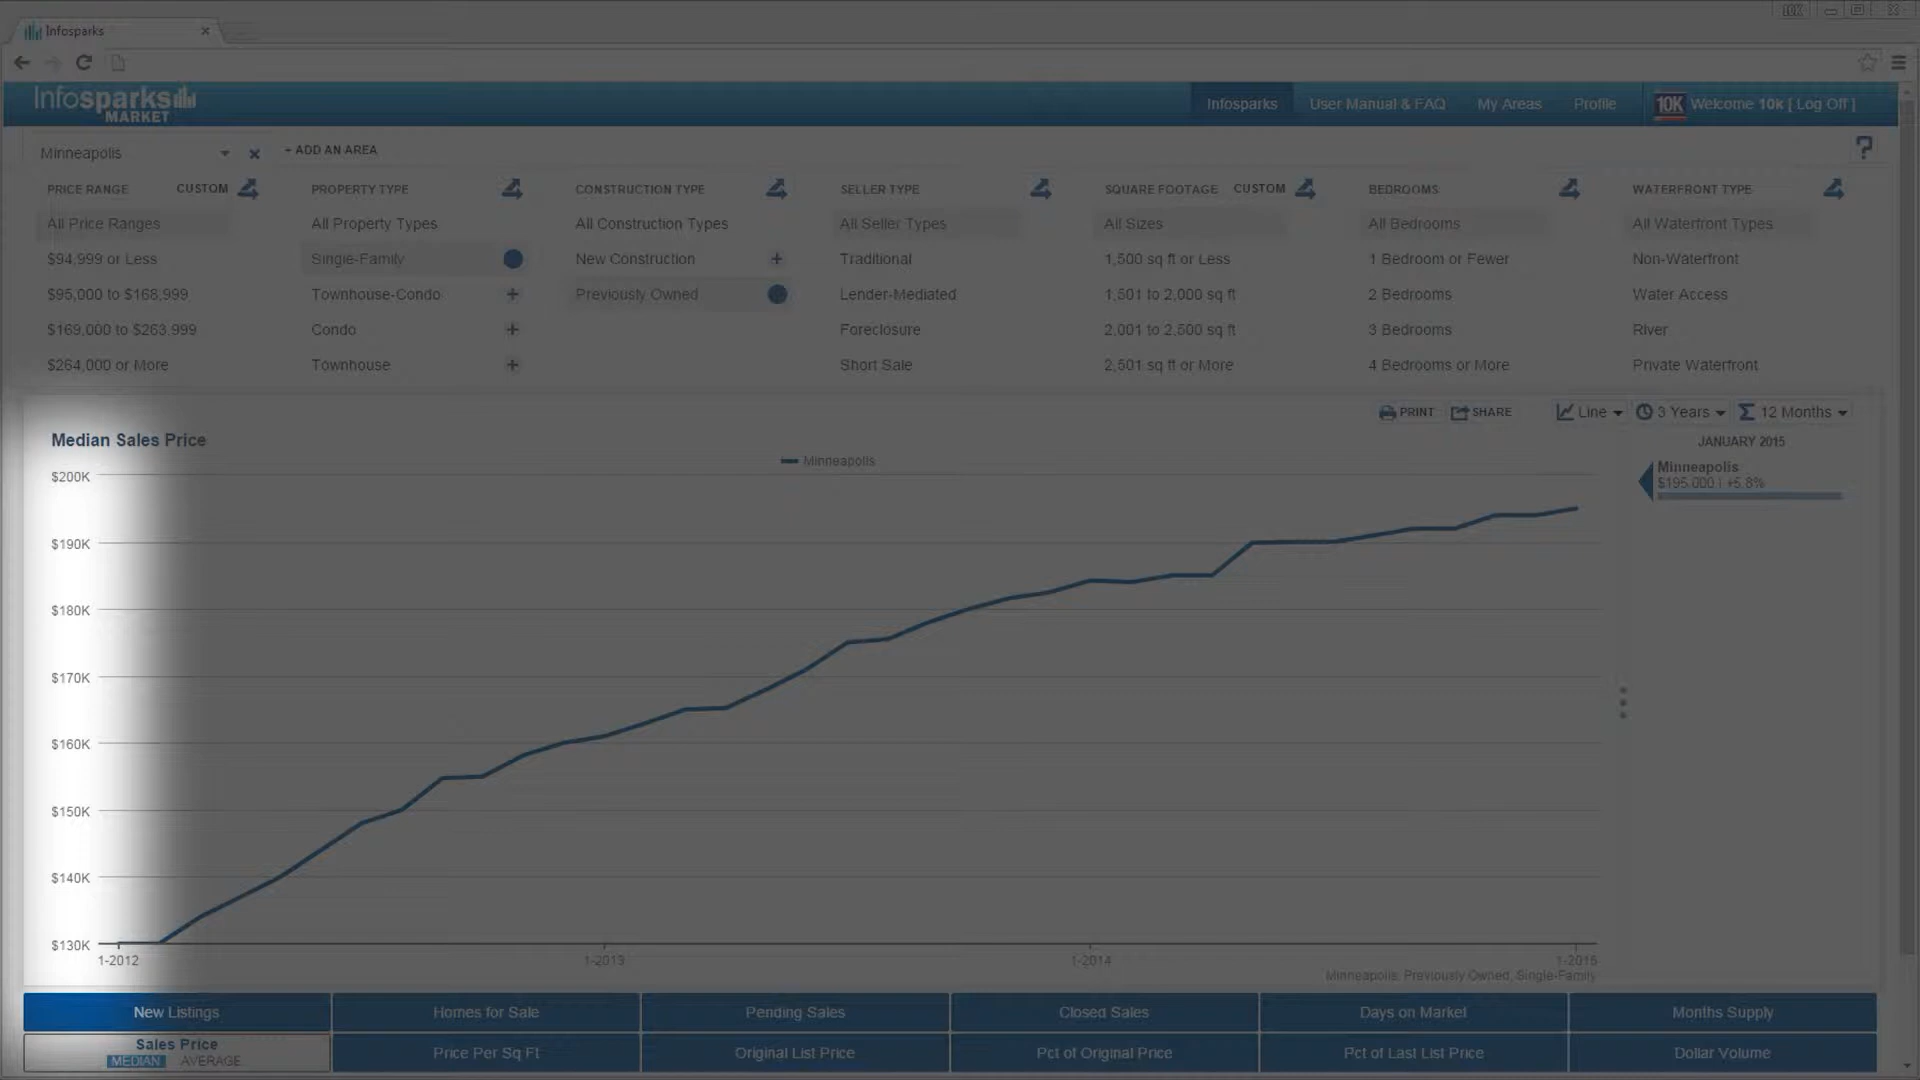 10K
Infosparks
Infosparks
MARKET
Infosparks
User Manual & FAQ
My Areas
Profile
10K Welcome 10k [ Log Off ]
Minneapolis
+ ADD AN AREA
?
PRICE RANGE CUSTOM
All Price Ranges
$94,999 or Less
$95,000 to $168,999
$169,000 to $263,999
$264,000 or More
PROPERTY TYPE
All Property Types
Single-Family
Townhouse-Condo
Condo
Townhouse
CONSTRUCTION TYPE
All Construction Types
New Construction
Previously Owned
SELLER TYPE
All Seller Types
Traditional
Lender-Mediated
Foreclosure
Short Sale
SQUARE FOOTAGE CUSTOM
All Sizes
1,500 sq ft or Less
1,501 to 2,000 sq ft
2,001 to 2,500 sq ft
2,501 sq ft or More
BEDROOMS
All Bedrooms
1 Bedroom or Fewer
2 Bedrooms
3 Bedrooms
4 Bedrooms or More
WATERFRONT TYPE
All Waterfront Types
Non-Waterfront
Water Access
River
Private Waterfront
PRINT
SHARE
Line
3 Years
Σ 12 Months
Median Sales Price
Minneapolis
JANUARY 2015
Minneapolis
$195,000 | +5.8%
$200K
$190K
$180K
$170K
$160K
$150K
$140K
$130K
1-2012
1-2013
1-2014
1-2015
Minneapolis: Previously Owned, Single-Family
New Listings
Homes for Sale
Pending Sales
Closed Sales
Days on Market
Months Supply
Sales Price
MEDIAN AVERAGE
Price Per Sq Ft
Original List Price
Pct of Original Price
Pct of Last List Price
Dollar Volume